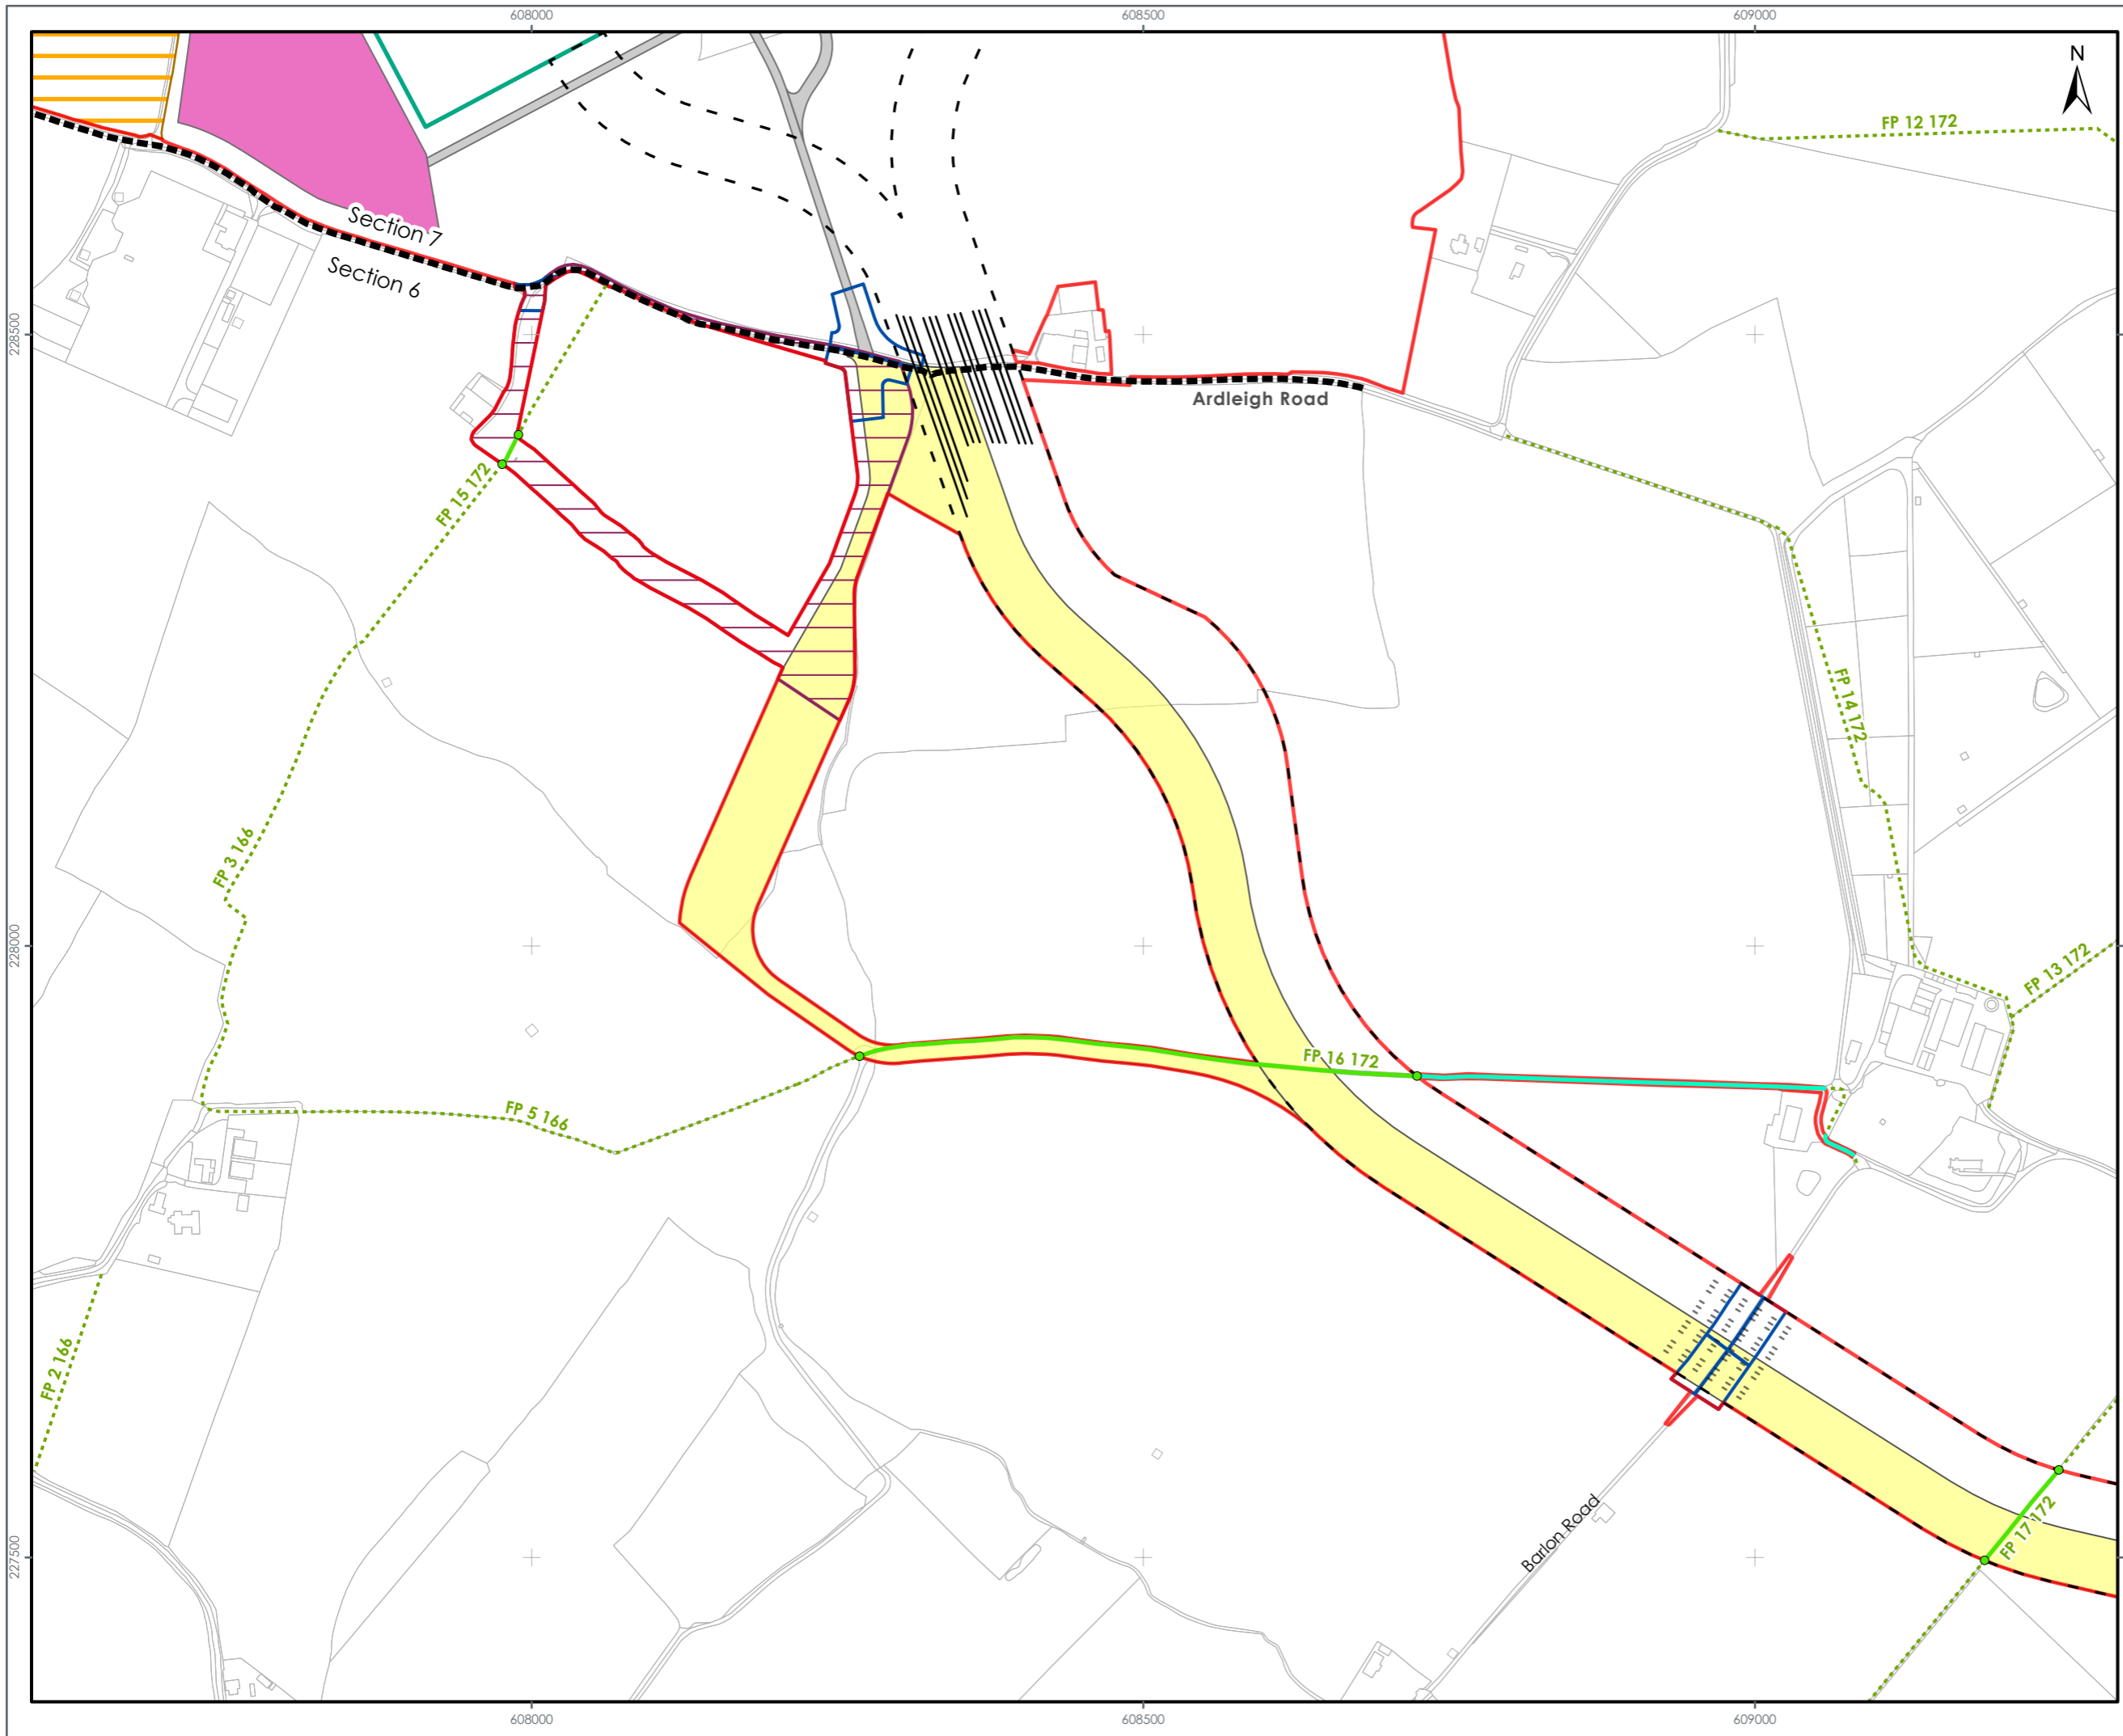 608000
608500
609000
N
FP 12 172
Section 7
Section 6
228500
Ardleigh Road
FP 15 172
FP 14 172
FP 3 166
228000
FP 13 172
FP 16 172
FP 5 166
FP 2 166
Barlon Road
FP 17 172
227500
608000
608500
609000